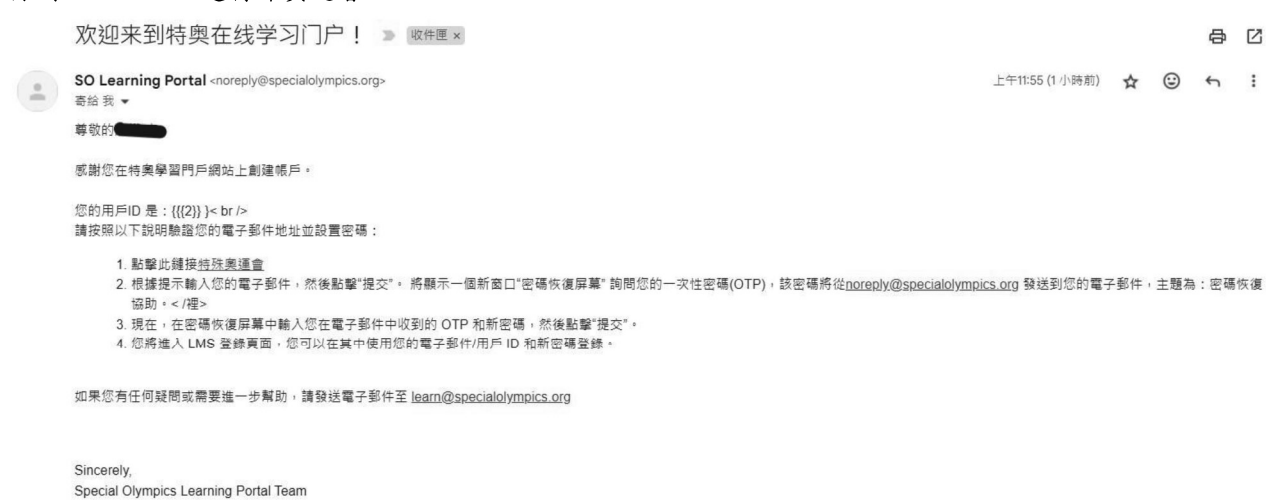 欢迎来到特奥在线学习门户！ 收件匣 ×
SO Learning Portal <noreply@specialolympics.org> 上午11:55 (1 小時前)
寄給 我
尊敬的
感謝您在特奧學習門戶網站上創建帳戶。
您的用戶ID 是：{{{2}} }< br />
請按照以下說明驗證您的電子郵件地址並設置密碼：
1. 點擊此鏈接特殊奧運會
2. 根據提示輸入您的電子郵件，然後點擊“提交”。 將顯示一個新窗口“密碼恢復屏幕” 詢問您的一次性密碼(OTP)，該密碼將從noreply@specialolympics.org 發送到您的電子郵件，主題為：密碼恢復
協助。< /裡>
3. 現在，在密碼恢復屏幕中輸入您在電子郵件中收到的 OTP 和新密碼，然後點擊“提交”。
4. 您將進入 LMS 登錄頁面，您可以在其中使用您的電子郵件/用戶 ID 和新密碼登錄。
如果您有任何疑問或需要進一步幫助，請發送電子郵件至 learn@specialolympics.org
Sincerely,
Special Olympics Learning Portal Team